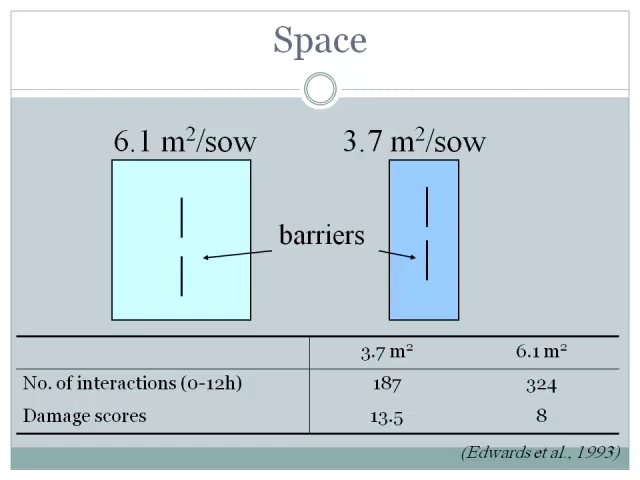 Space
6.1 m²/sow 3.7 m²/sow
barriers
3.7 m² 6.1 m²
No. of interactions (0-12h) 187 324
Damage scores 13.5 8
(Edwards et al., 1993)